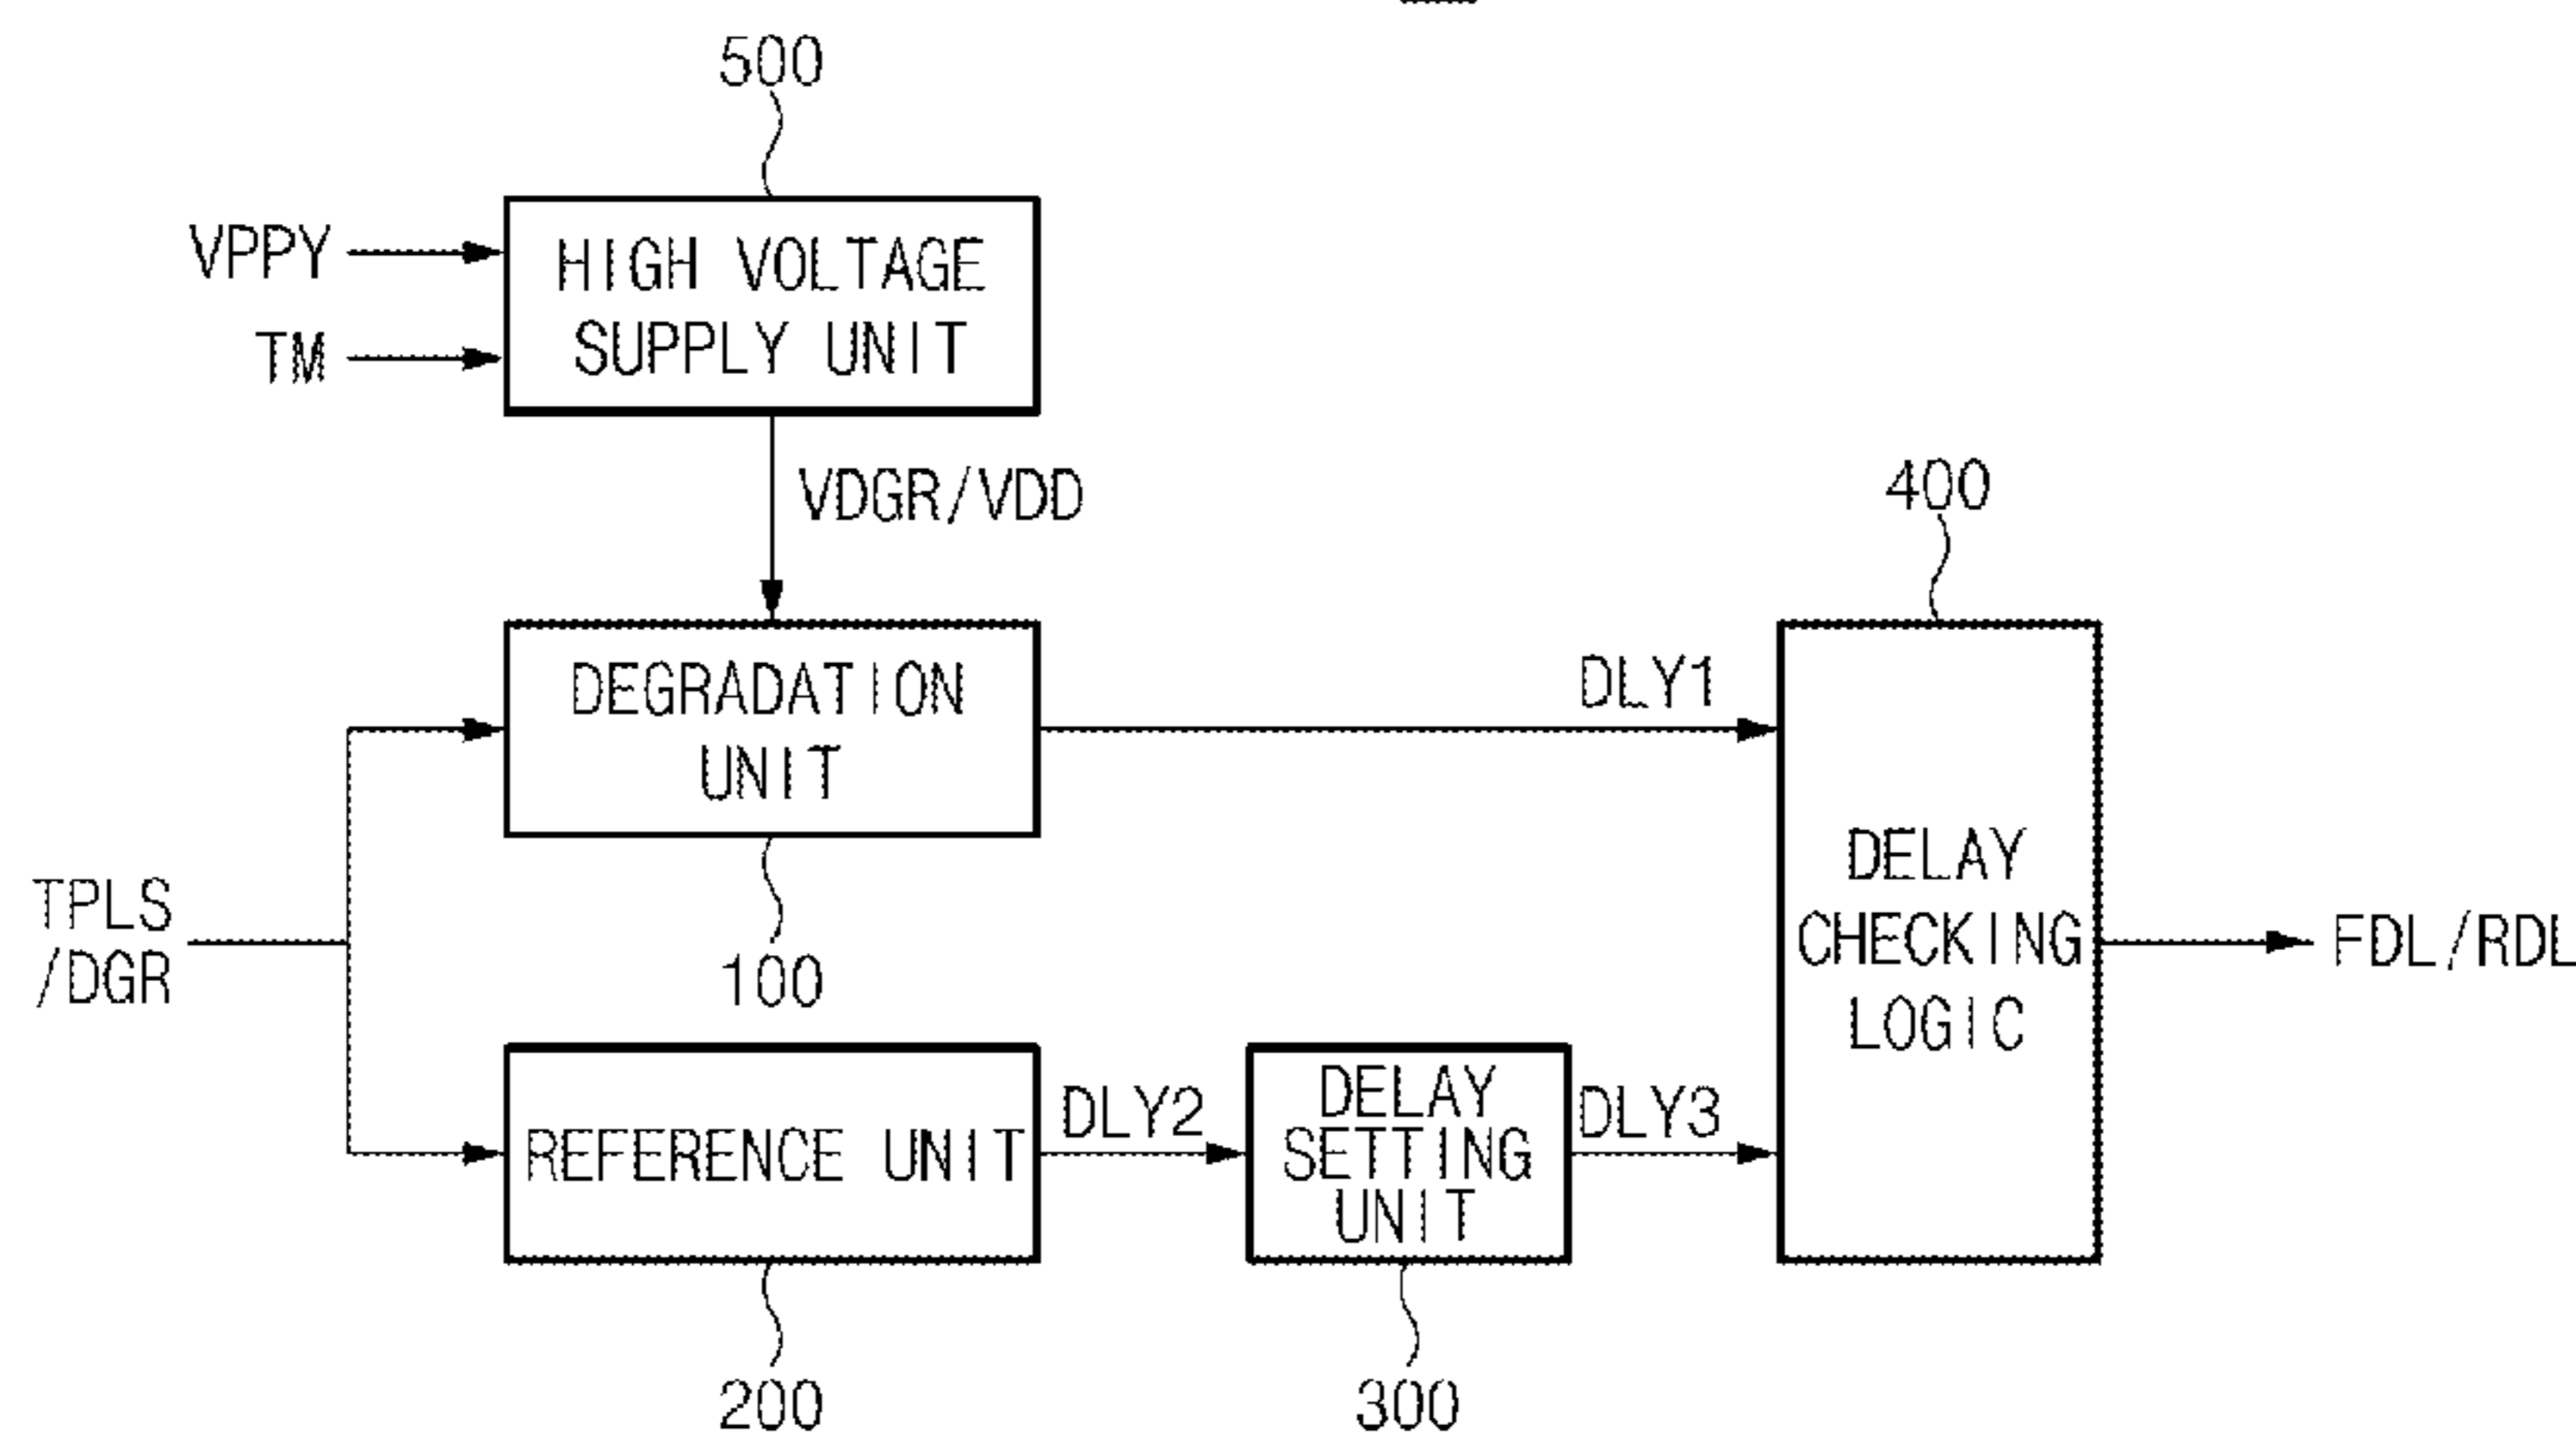 500
VPPY
TM
HIGH VOLTAGE
SUPPLY UNIT
VDGR/VDD
400
DEGRADATION
UNIT
DLY1
100
TPLS
/DGR
DELAY
CHECKING
LOGIC
FDL/RDL
REFERENCE UNIT
DLY2
DELAY
SETTING
UNIT
DLY3
200
300